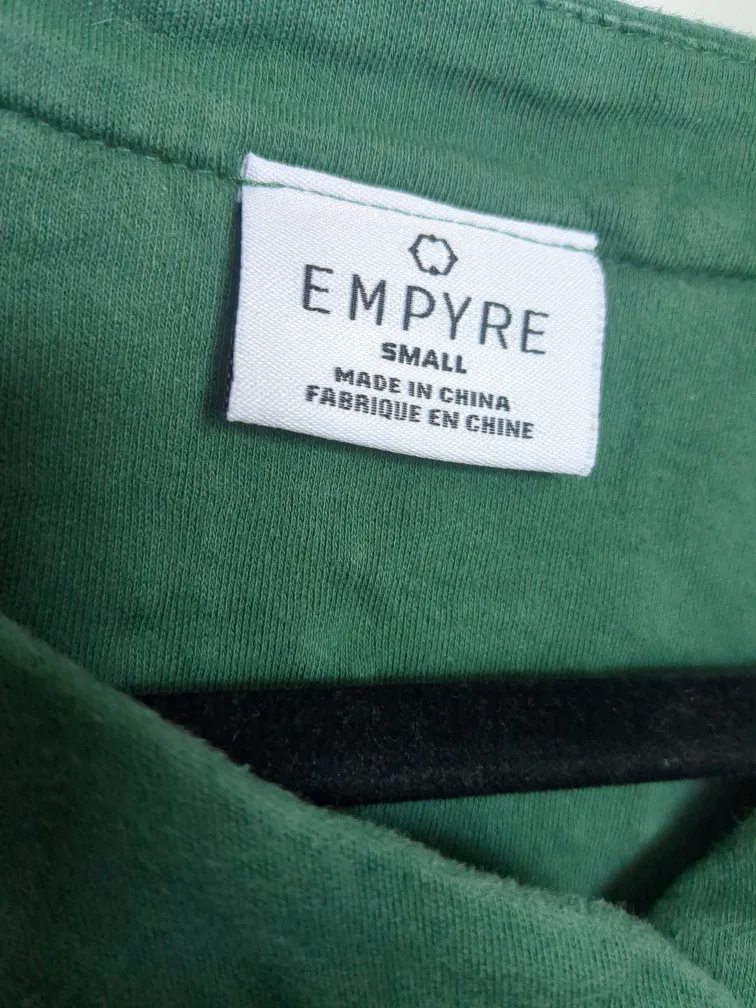 EMPYRE
SMALL
MADE IN CHINA
FABRIQUE EN CHINE